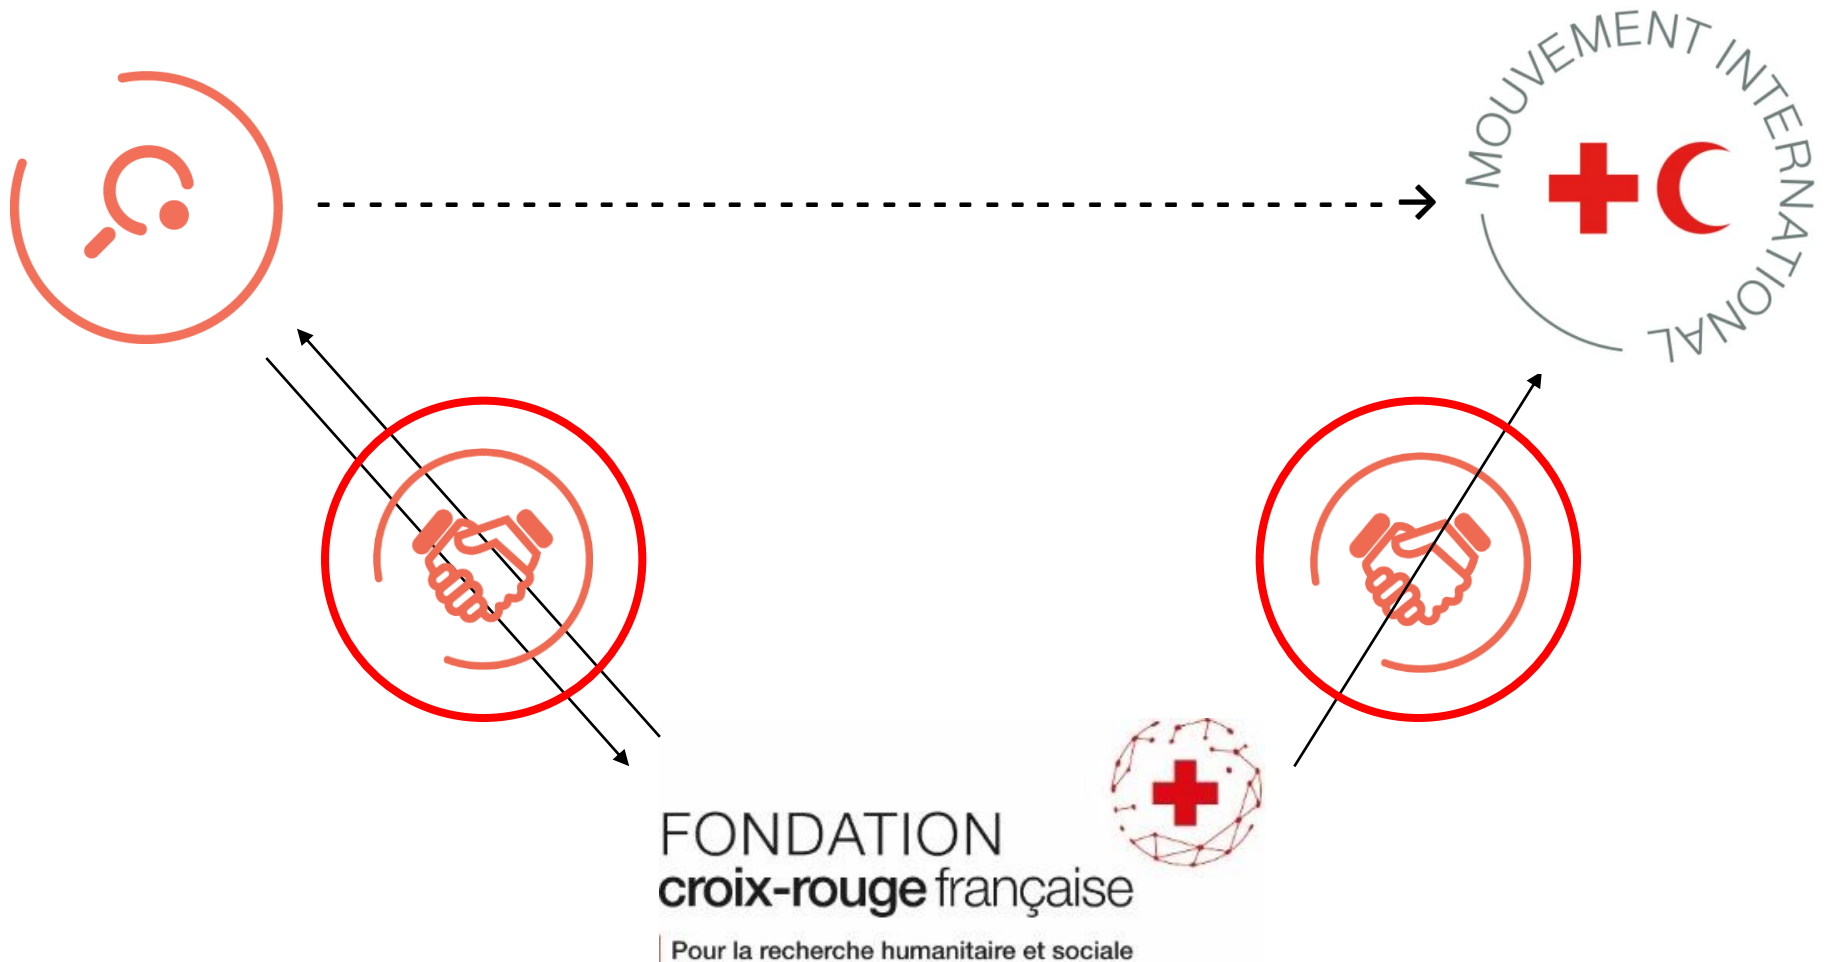 MOUVEMENT INTERNATIONAL
FONDATION
croix-rouge française
Pour la recherche humanitaire et sociale